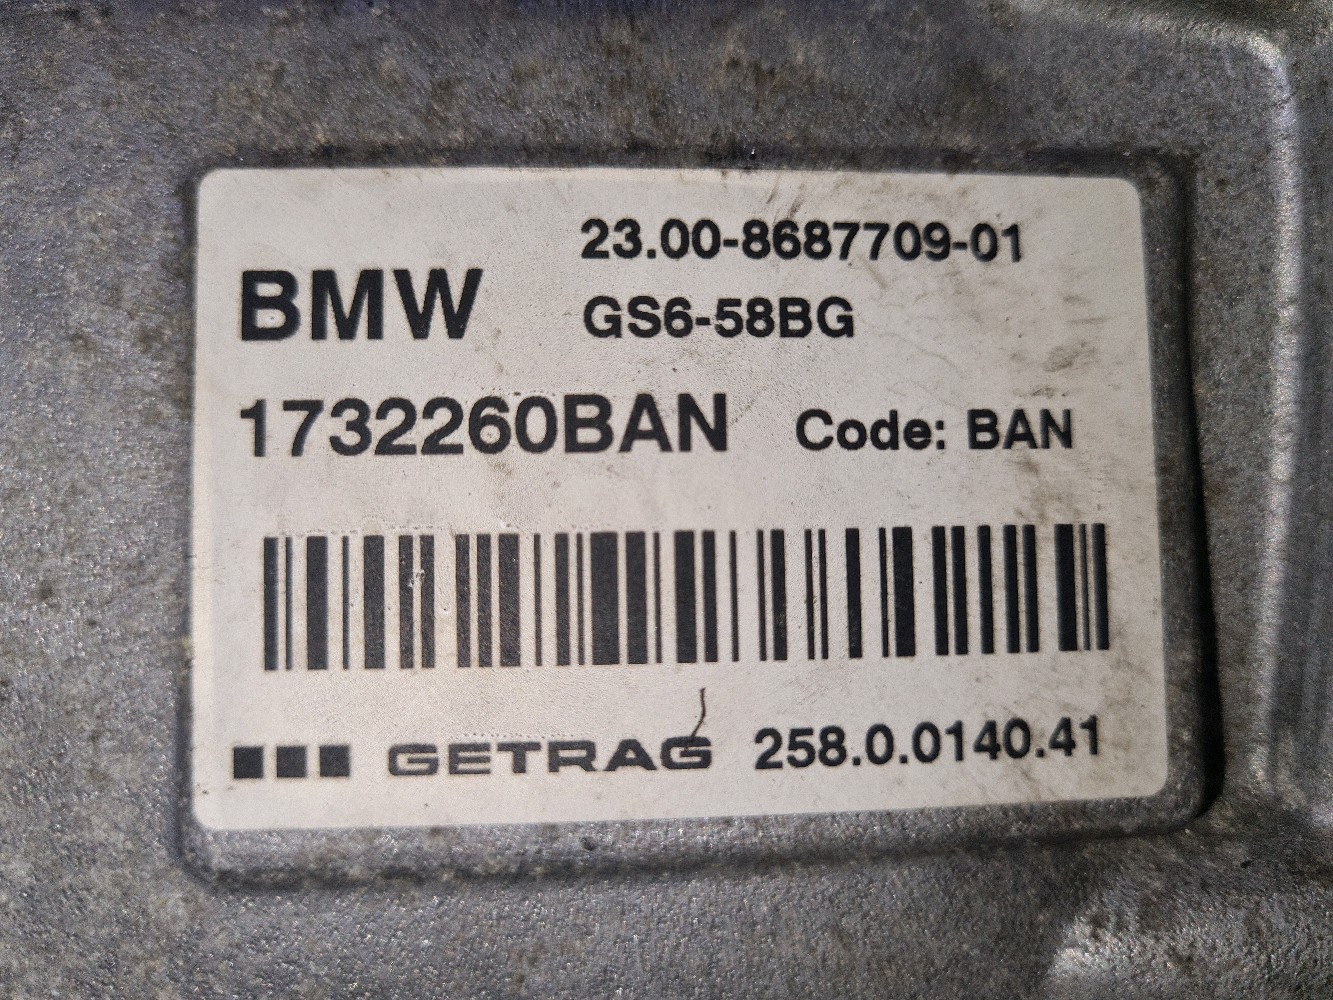 23.00-8687709-01
BMW GS6-58BG
1732260BAN Code: BAN
GETRAG 258.0.0140.41